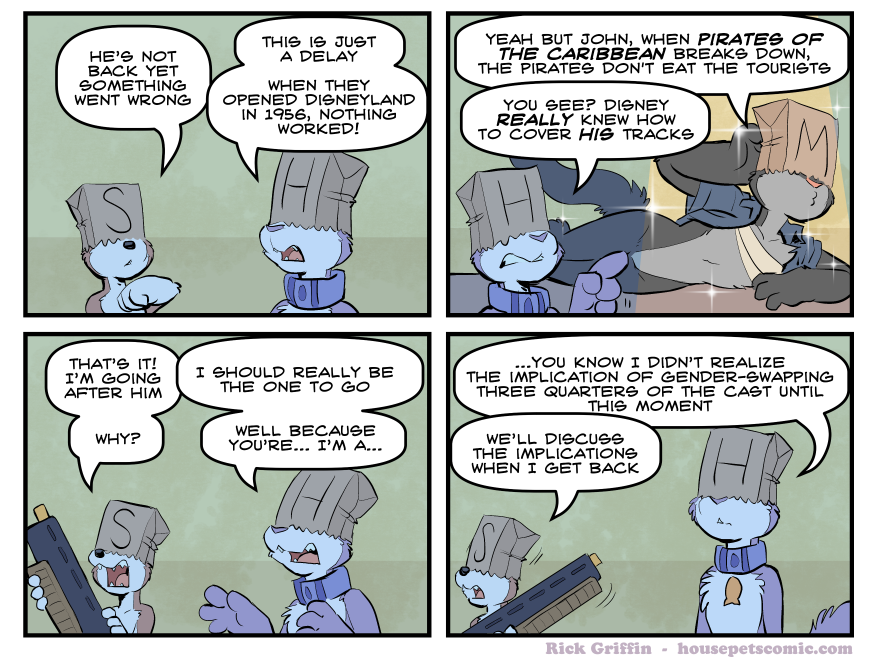 HE'S NOT
BACK YET
SOMETHING
WENT WRONG
THIS IS JUST
A DELAY
WHEN THEY
OPENED DISNEYLAND
IN 1956, NOTHING
WORKED!
S
H
YEAH BUT JOHN, WHEN PIRATES OF
THE CARIBBEAN BREAKS DOWN,
THE PIRATES DON'T EAT THE TOURISTS
YOU SEE? DISNEY
REALLY KNEW HOW
TO COVER HIS TRACKS
M
H
THAT'S IT!
I'M GOING
AFTER HIM
I SHOULD REALLY BE
THE ONE TO GO
WHY?
WELL BECAUSE
YOU'RE... I'M A...
S
H
...YOU KNOW I DIDN'T REALIZE
THE IMPLICATION OF GENDER-SWAPPING
THREE QUARTERS OF THE CAST UNTIL
THIS MOMENT
WE'LL DISCUSS
THE IMPLICATIONS
WHEN I GET BACK
H
S
Rick Griffin - housepetscomic.com